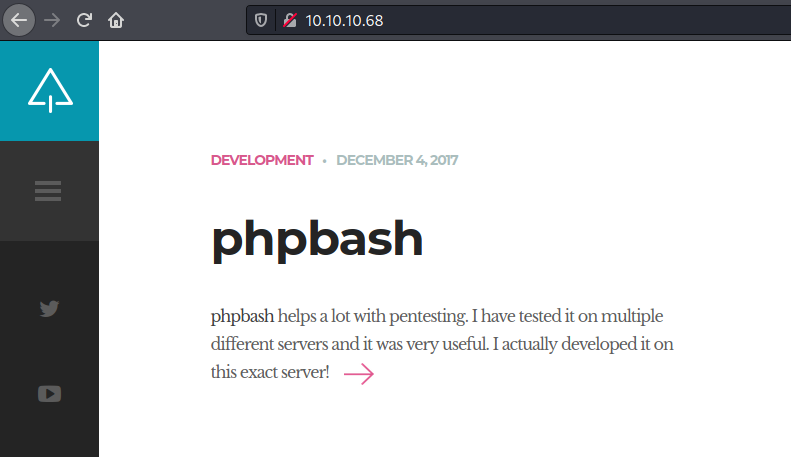 10.10.10.68
DEVELOPMENT • DECEMBER 4, 2017
phpbash
phpbash helps a lot with pentesting. I have tested it on multiple
different servers and it was very useful. I actually developed it on
this exact server!